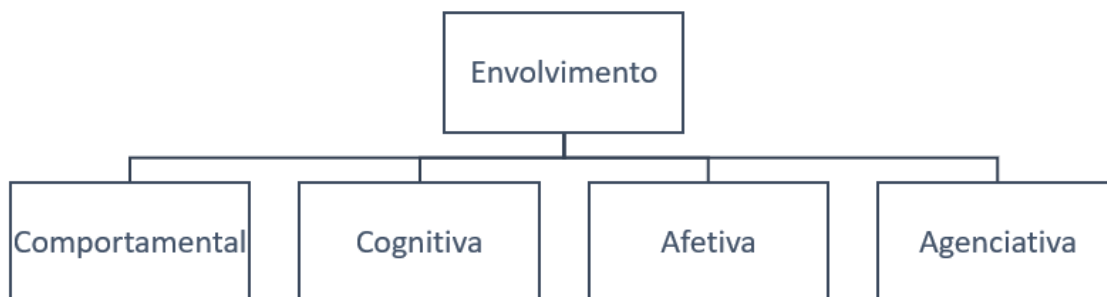 Envolvimento
Comportamental
Cognitiva
Afetiva
Agenciativa